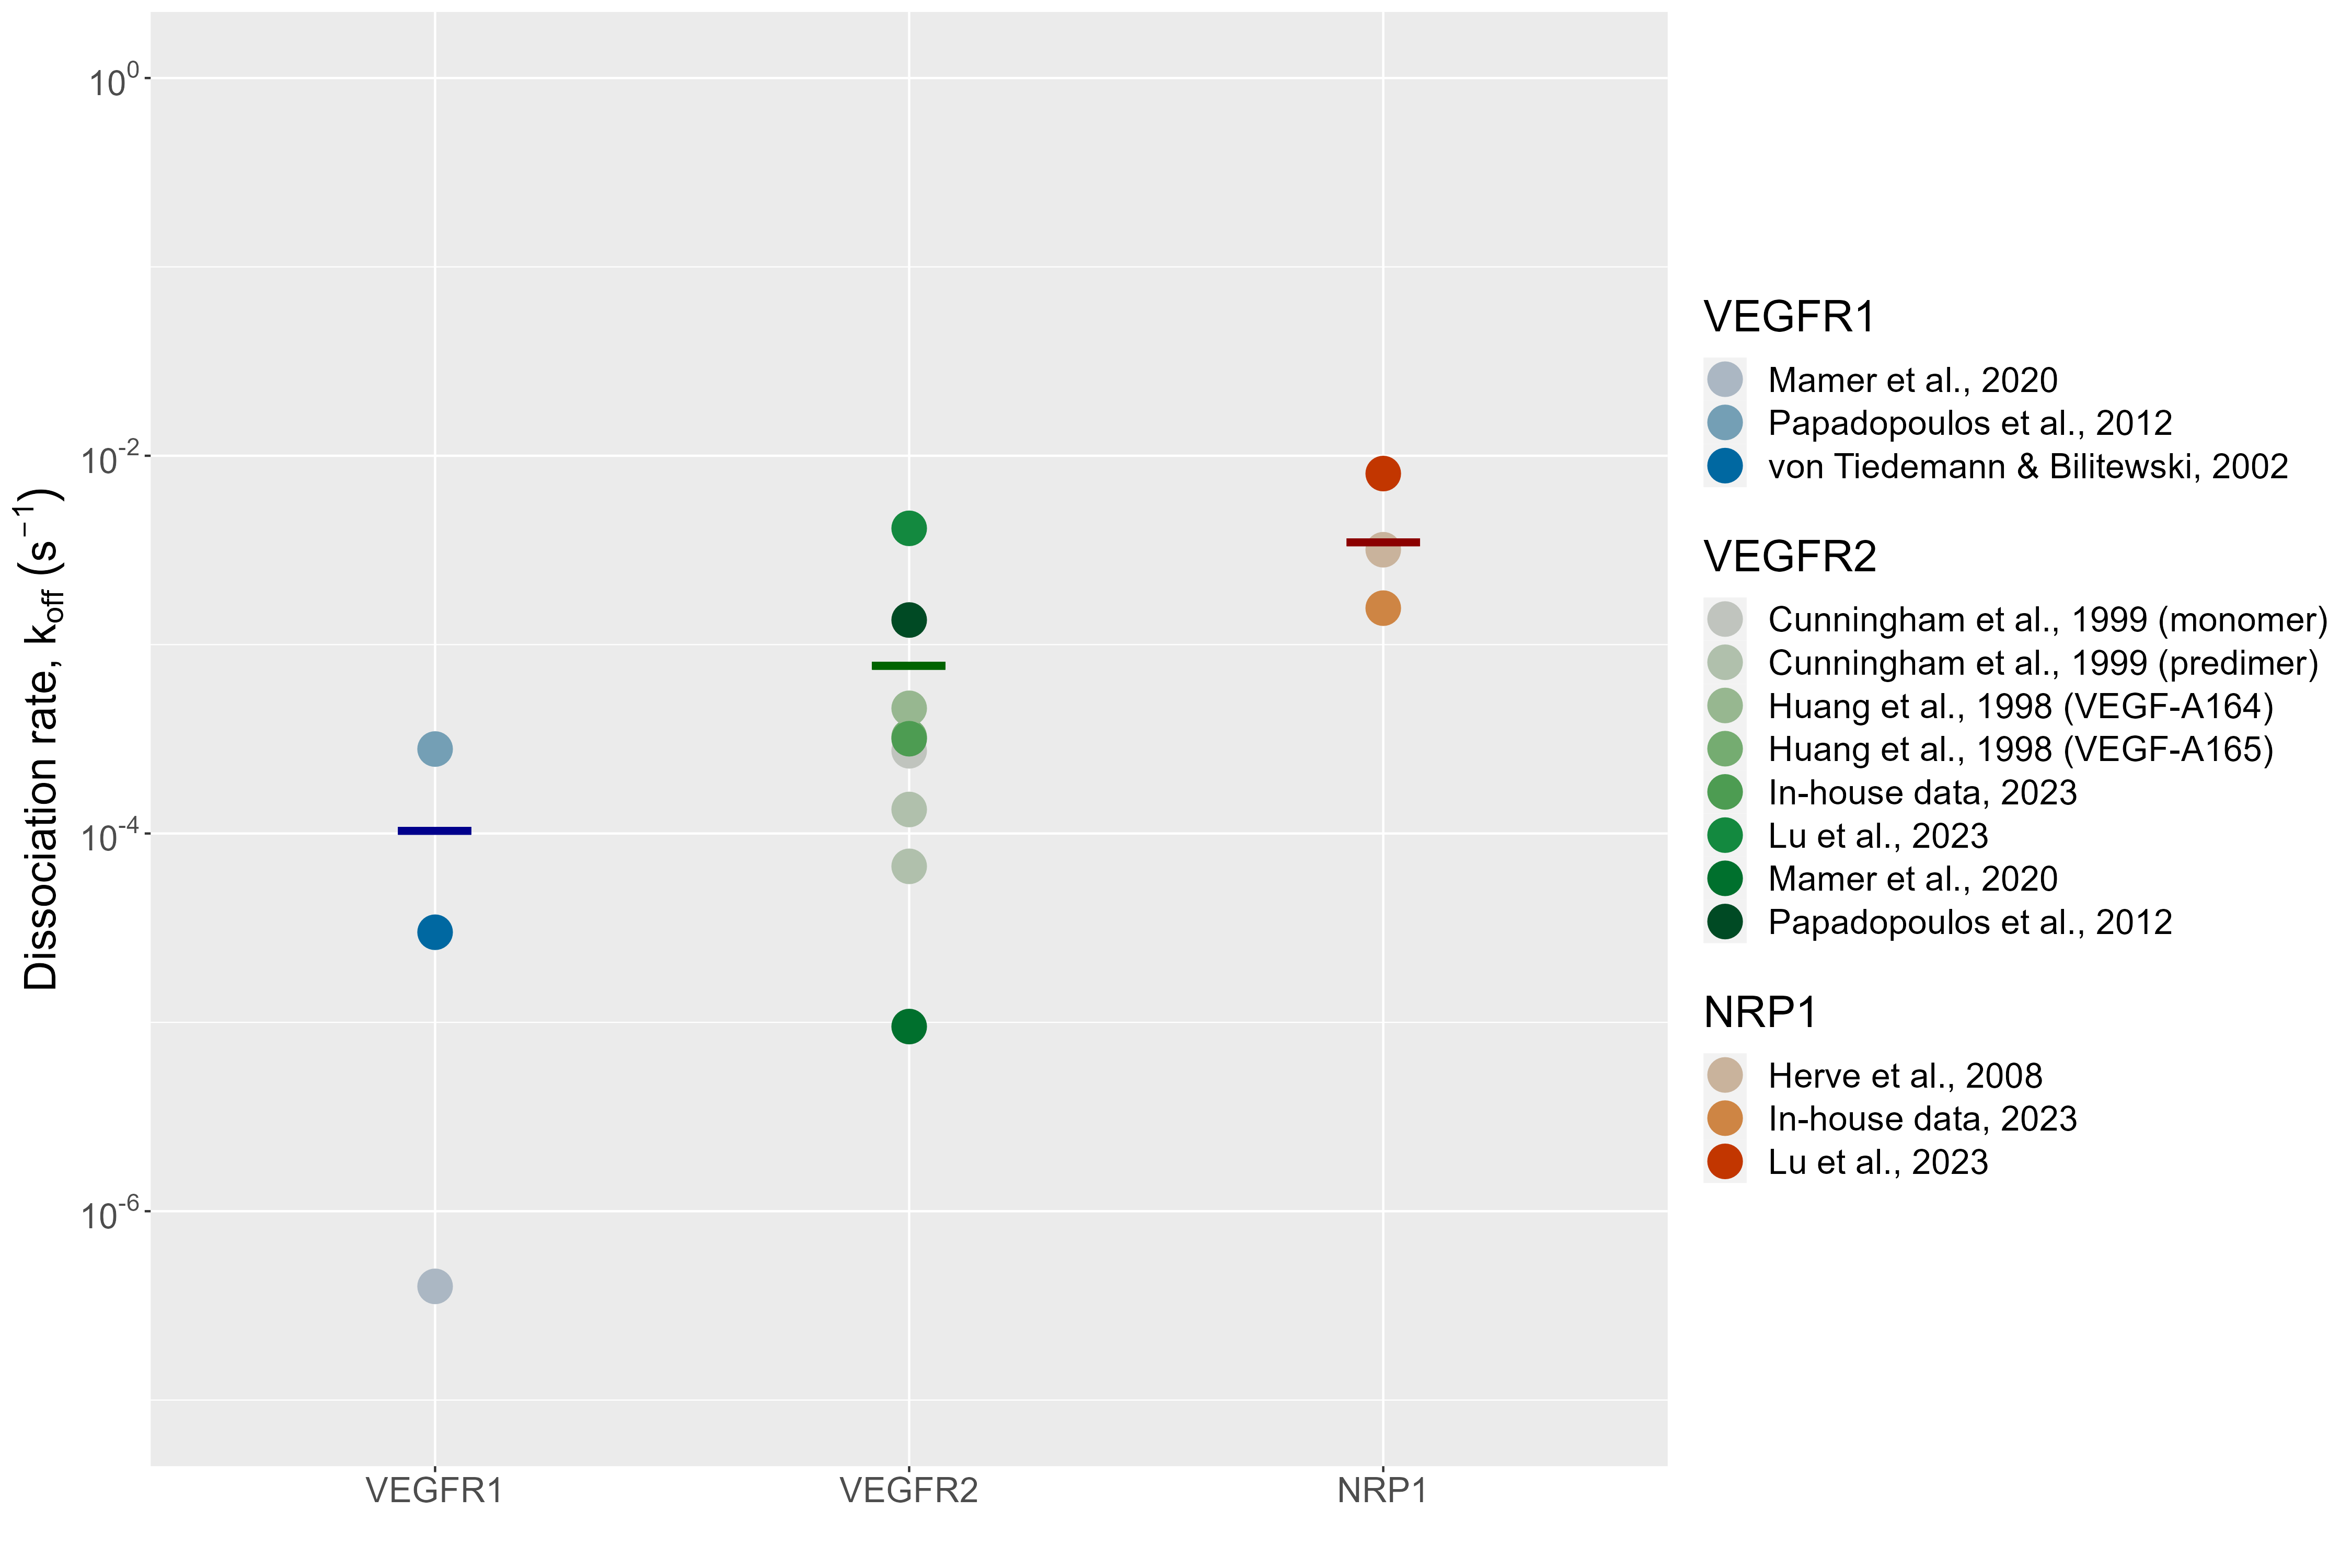 10^0
10^-2
10^-4
10^-6
Dissociation rate, k_off (s^−1)
VEGFR1
VEGFR2
NRP1
VEGFR1
Mamer et al., 2020
Papadopoulos et al., 2012
von Tiedemann & Bilitewski, 2002
VEGFR2
Cunningham et al., 1999 (monomer)
Cunningham et al., 1999 (predimer)
Huang et al., 1998 (VEGF-A164)
Huang et al., 1998 (VEGF-A165)
In-house data, 2023
Lu et al., 2023
Mamer et al., 2020
Papadopoulos et al., 2012
NRP1
Herve et al., 2008
In-house data, 2023
Lu et al., 2023